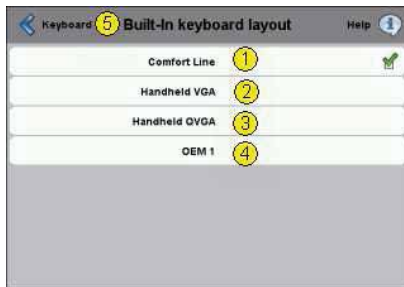 Keyboard 5 Built-In keyboard layout Help
Comfort Line 1
Handheld VGA 2
Handheld QVGA 3
OEM 1 4